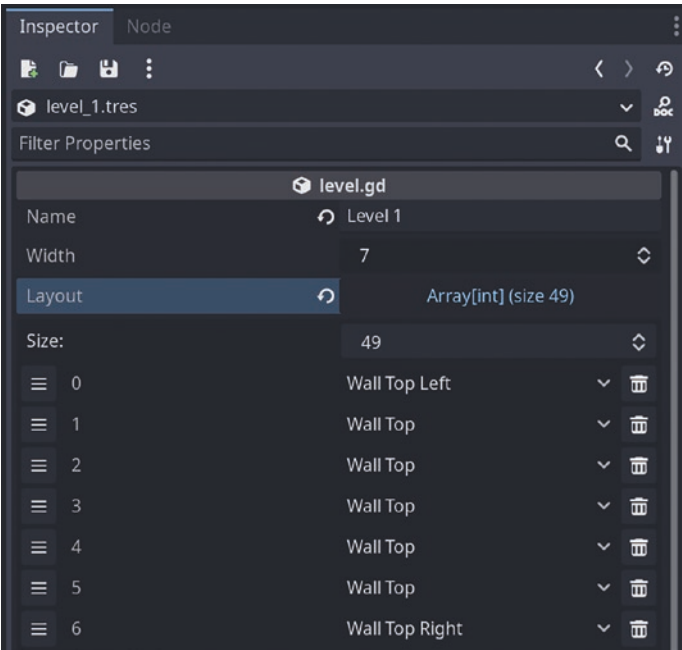 Inspector Node
level_1.tres
DOC
Filter Properties
level.gd
Name Level 1
Width 7
Layout Array[int] (size 49)
Size: 49
0 Wall Top Left
1 Wall Top
2 Wall Top
3 Wall Top
4 Wall Top
5 Wall Top
6 Wall Top Right